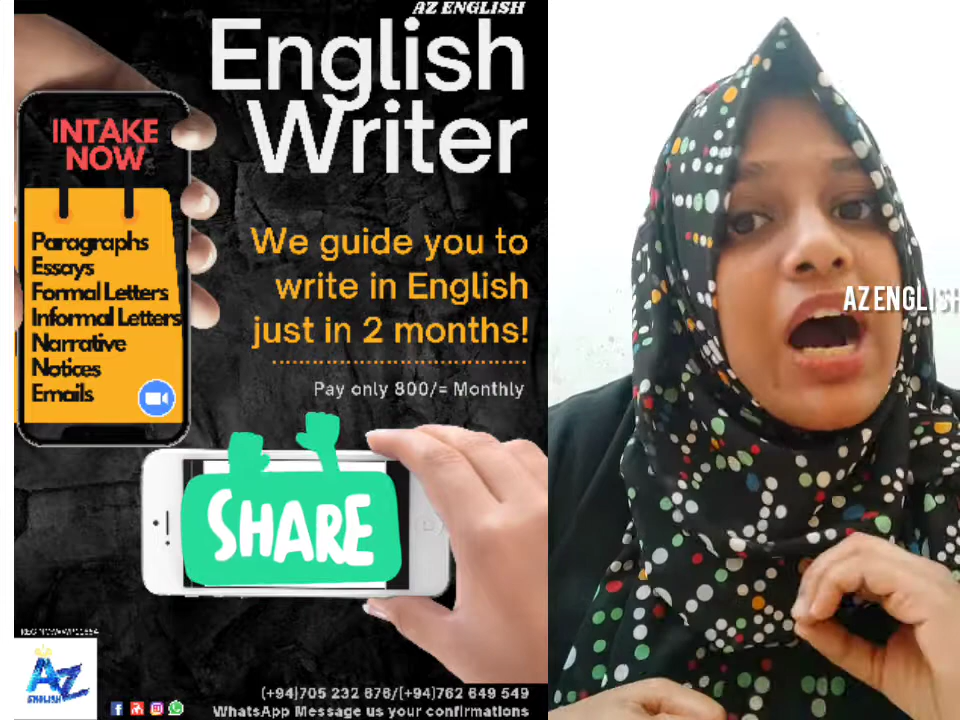 AZ ENGLISH
English
Writer
INTAKE
NOW
Paragraphs
Essays
Formal Letters
Informal Letters
Narrative
Notices
Emails
We guide you to
write in English
just in 2 months!
Pay only 800/= Monthly
SHARE
AZ
ENGLISH
(+94)705 232 876/(+94)762 649 549
WhatsApp Message us your confirmations
AZ ENGLISH